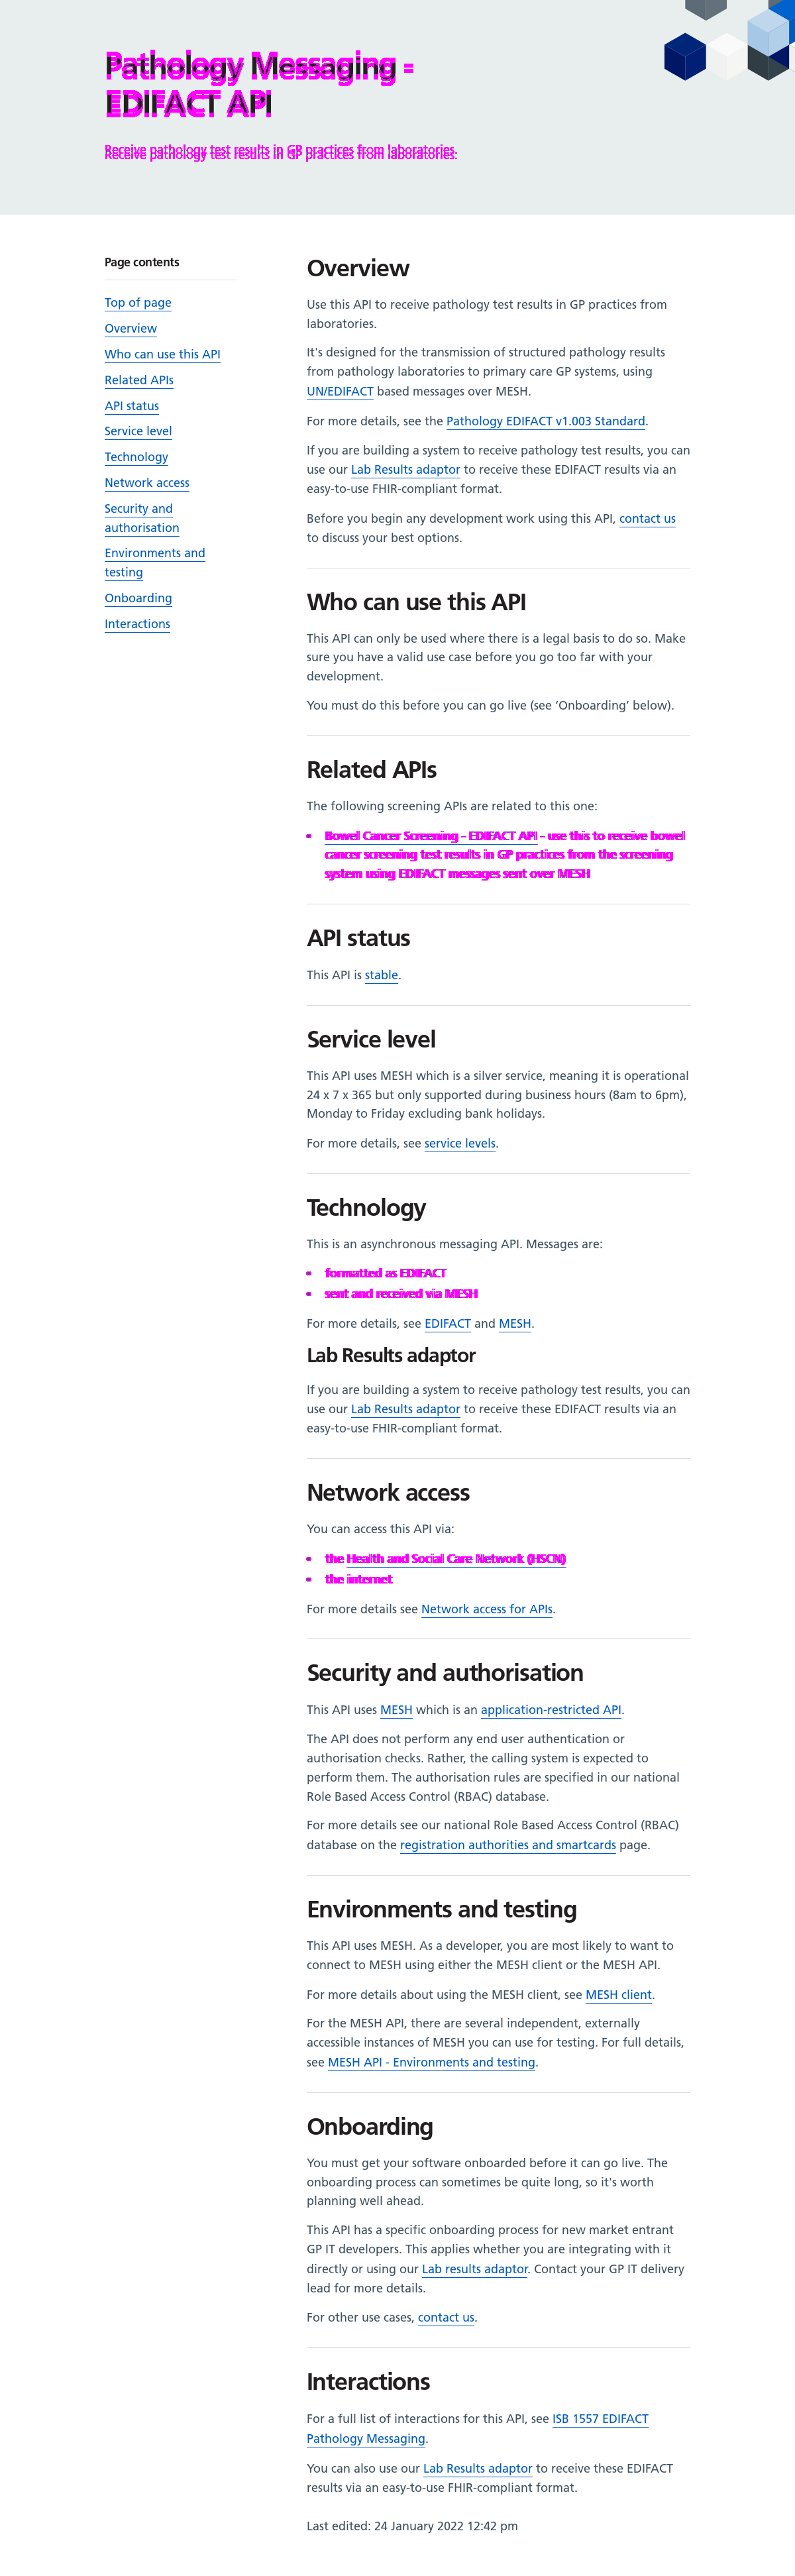 Pathology Messaging -
EDIFACT API
Receive pathology test results in GP practices from laboratories.
Page contents
Top of page
Overview
Who can use this API
Related APIs
API status
Service level
Technology
Network access
Security and
authorisation
Environments and
testing
Onboarding
Interactions
Overview
Use this API to receive pathology test results in GP practices from
laboratories.
It's designed for the transmission of structured pathology results
from pathology laboratories to primary care GP systems, using
UN/EDIFACT based messages over MESH.
For more details, see the Pathology EDIFACT v1.003 Standard.
If you are building a system to receive pathology test results, you can
use our Lab Results adaptor to receive these EDIFACT results via an
easy-to-use FHIR-compliant format.
Before you begin any development work using this API, contact us
to discuss your best options.
Who can use this API
This API can only be used where there is a legal basis to do so. Make
sure you have a valid use case before you go too far with your
development.
You must do this before you can go live (see ‘Onboarding’ below).
Related APIs
The following screening APIs are related to this one:
• Bowel Cancer Screening - EDIFACT API - use this to receive bowel
cancer screening test results in GP practices from the screening
system using EDIFACT messages sent over MESH
API status
This API is stable.
Service level
This API uses MESH which is a silver service, meaning it is operational
24 x 7 x 365 but only supported during business hours (8am to 6pm),
Monday to Friday excluding bank holidays.
For more details, see service levels.
Technology
This is an asynchronous messaging API. Messages are:
• formatted as EDIFACT
• sent and received via MESH
For more details, see EDIFACT and MESH.
Lab Results adaptor
If you are building a system to receive pathology test results, you can
use our Lab Results adaptor to receive these EDIFACT results via an
easy-to-use FHIR-compliant format.
Network access
You can access this API via:
• the Health and Social Care Network (HSCN)
• the internet
For more details see Network access for APIs.
Security and authorisation
This API uses MESH which is an application-restricted API.
The API does not perform any end user authentication or
authorisation checks. Rather, the calling system is expected to
perform them. The authorisation rules are specified in our national
Role Based Access Control (RBAC) database.
For more details see our national Role Based Access Control (RBAC)
database on the registration authorities and smartcards page.
Environments and testing
This API uses MESH. As a developer, you are most likely to want to
connect to MESH using either the MESH client or the MESH API.
For more details about using the MESH client, see MESH client.
For the MESH API, there are several independent, externally
accessible instances of MESH you can use for testing. For full details,
see MESH API - Environments and testing.
Onboarding
You must get your software onboarded before it can go live. The
onboarding process can sometimes be quite long, so it's worth
planning well ahead.
This API has a specific onboarding process for new market entrant
GP IT developers. This applies whether you are integrating with it
directly or using our Lab results adaptor. Contact your GP IT delivery
lead for more details.
For other use cases, contact us.
Interactions
For a full list of interactions for this API, see ISB 1557 EDIFACT
Pathology Messaging.
You can also use our Lab Results adaptor to receive these EDIFACT
results via an easy-to-use FHIR-compliant format.
Last edited: 24 January 2022 12:42 pm